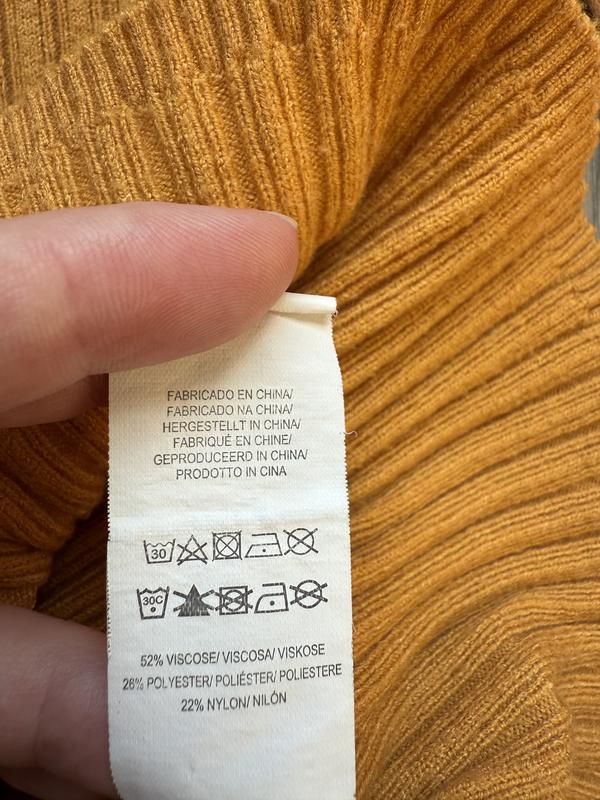 FABRICADO EN CHINA/
FABRICADO NA CHINA/
HERGESTELLT IN CHINA/
FABRIQUÉ EN CHINE/
GEPRODUCEERD IN CHINA/
PRODOTTO IN CINA
30
30C
52% VISCOSE/ VISCOSA/ VISKOSE
26% POLYESTER/ POLIÉSTER/ POLIESTERE
22% NYLON/ NILÓN